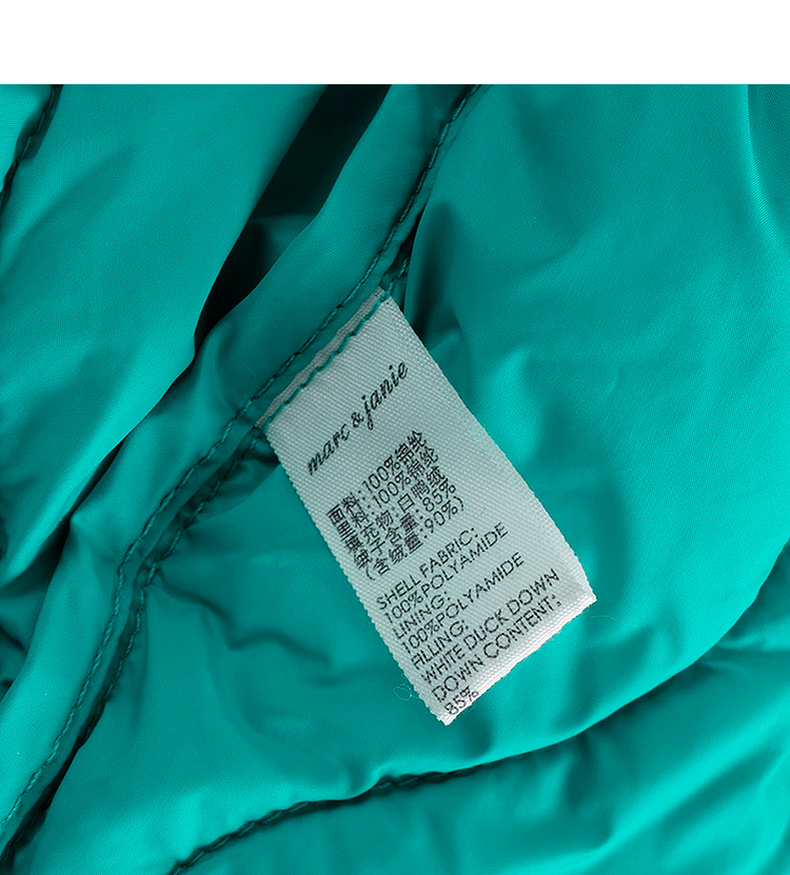 marc & janie
面料:100%锦纶
里料:100%锦纶
填充物:白鸭绒
绒子含量:85%
(含绒量:90%)
SHELL FABRIC:
100%POLYAMIDE
LINING:
100%POLYAMIDE
FILLING:
WHITE DUCK DOWN
DOWN CONTENT:
85%